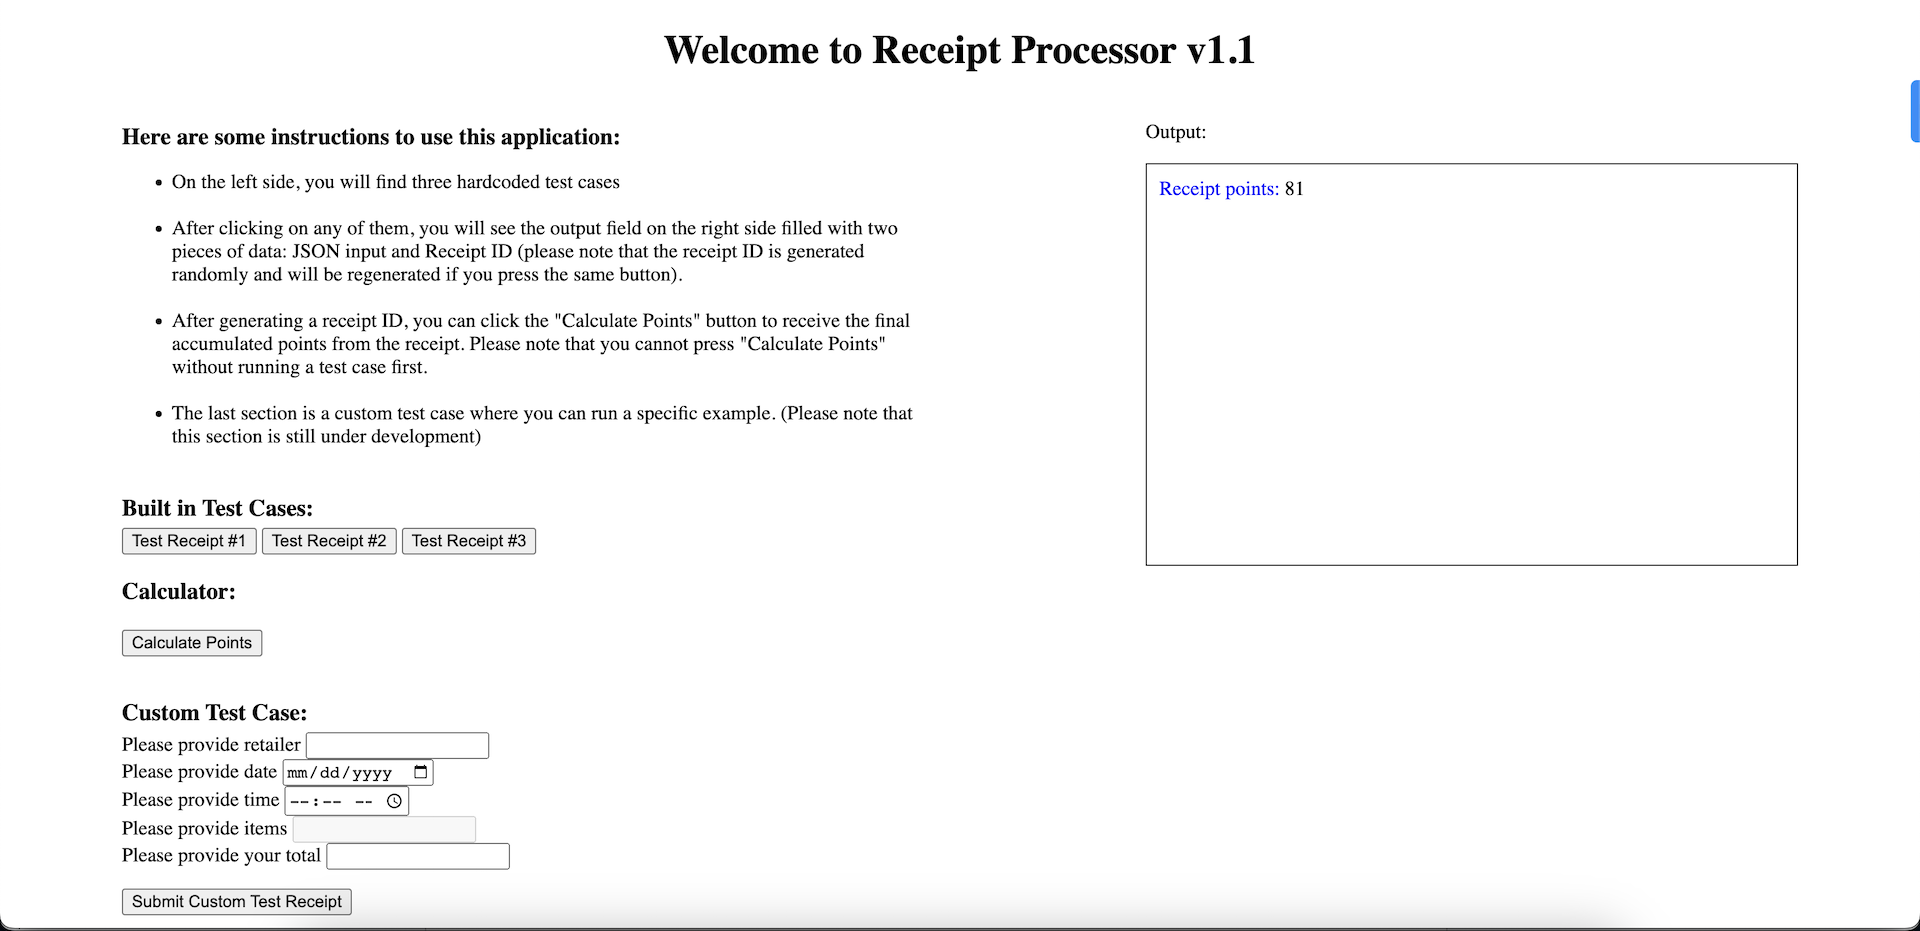 Welcome to Receipt Processor v1.1
Here are some instructions to use this application:
On the left side, you will find three hardcoded test cases
After clicking on any of them, you will see the output field on the right side filled with two
pieces of data: JSON input and Receipt ID (please note that the receipt ID is generated
randomly and will be regenerated if you press the same button).
After generating a receipt ID, you can click the "Calculate Points" button to receive the final
accumulated points from the receipt. Please note that you cannot press "Calculate Points"
without running a test case first.
The last section is a custom test case where you can run a specific example. (Please note that
this section is still under development)
Built in Test Cases:
Test Receipt #1 Test Receipt #2 Test Receipt #3
Calculator:
Calculate Points
Custom Test Case:
Please provide retailer
Please provide date mm/dd/yyyy
Please provide time --:-- --
Please provide items
Please provide your total
Submit Custom Test Receipt
Output:
Receipt points: 81